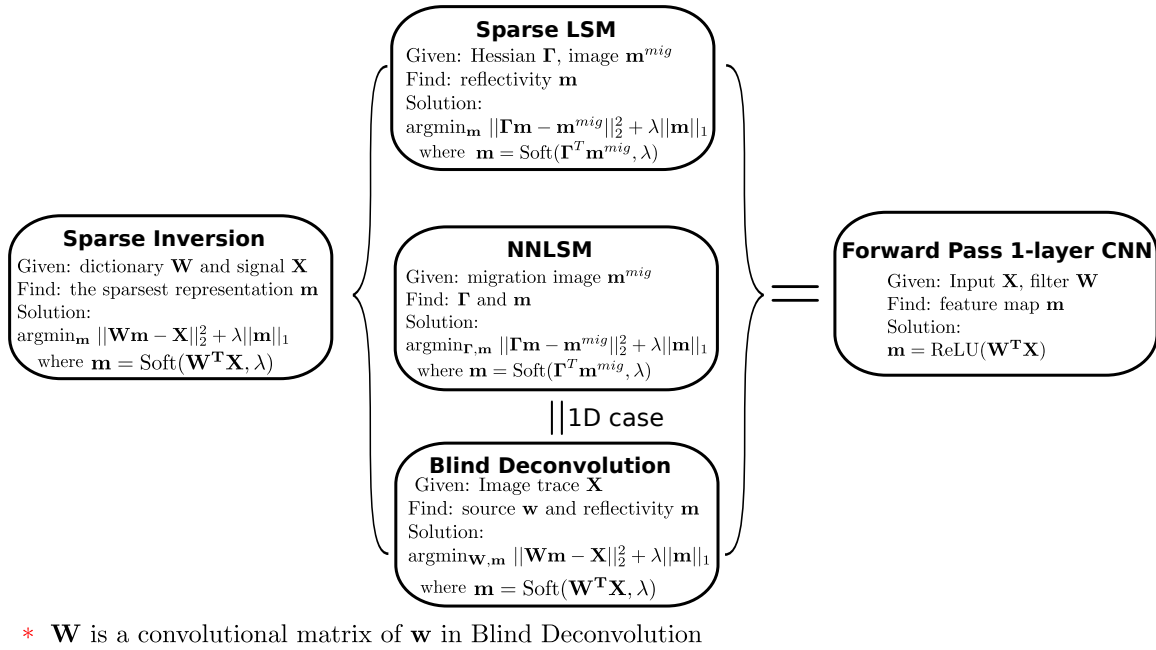 Sparse LSM
Given: Hessian Γ, image m^{mig}
Find: reflectivity m
Solution:
argmin_m ||Γm − m^{mig}||_2^2 + λ||m||_1
where m = Soft(Γ^T m^{mig}, λ)
Sparse Inversion
Given: dictionary W and signal X
Find: the sparsest representation m
Solution:
argmin_m ||Wm − X||_2^2 + λ||m||_1
where m = Soft(W^T X, λ)
NNLSM
Given: migration image m^{mig}
Find: Γ and m
Solution:
argmin_{Γ,m} ||Γm − m^{mig}||_2^2 + λ||m||_1
where m = Soft(Γ^T m^{mig}, λ)
|| 1D case
Blind Deconvolution
Given: Image trace X
Find: source w and reflectivity m
Solution:
argmin_{W,m} ||Wm − X||_2^2 + λ||m||_1
where m = Soft(W^T X, λ)
=
Forward Pass 1-layer CNN
Given: Input X, filter W
Find: feature map m
Solution:
m = ReLU(W^T X)
* W is a convolutional matrix of w in Blind Deconvolution